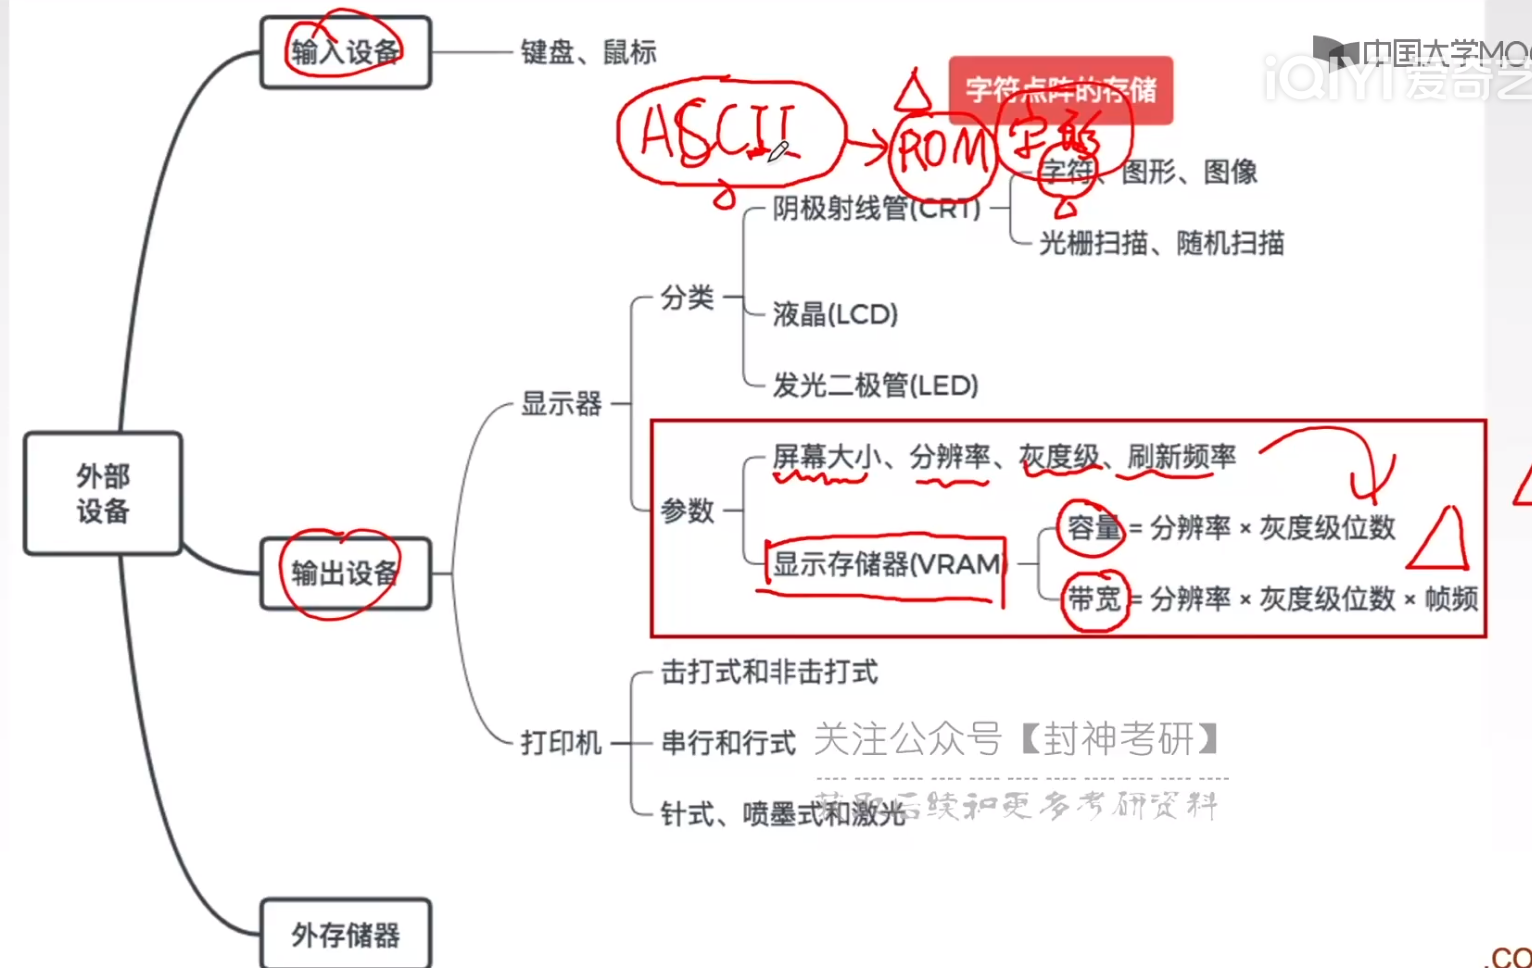 输入设备
键盘、鼠标
中国大学MOO
iQIYI 爱奇艺
字符点阵的存储
ASCII
ROM
字形
字符、图形、图像
阴极射线管(CRT)
光栅扫描、随机扫描
分类
液晶(LCD)
发光二极管(LED)
显示器
屏幕大小、分辨率、灰度级、刷新频率
参数
容量 = 分辨率 × 灰度级位数
显示存储器(VRAM)
带宽 = 分辨率 × 灰度级位数 × 帧频
外部
设备
输出设备
击打式和非击打式
打印机
串行和行式
关注公众号【封神考研】
针式、喷墨式和激光
获取后续和更多考研资料
外存储器
.co